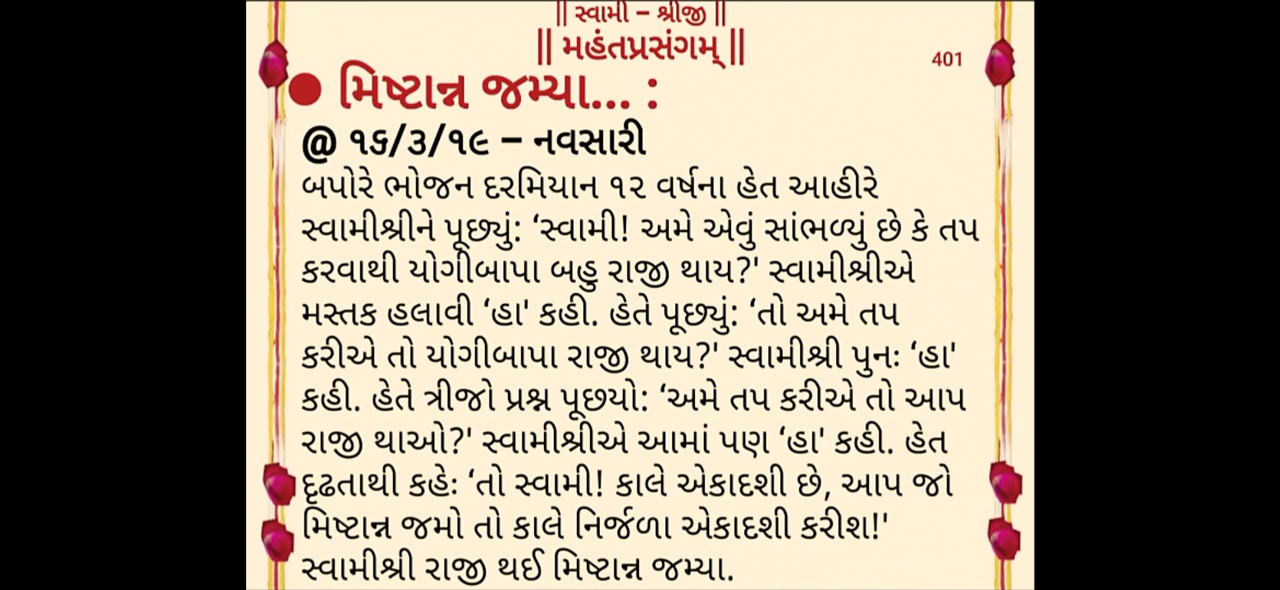 || સ્વામી – શ્રીજી ||
|| મહંતપ્રસંગમ્ ||
401
● મિષ્ટાન્ન જમ્યા... :
@ ૧૬/૩/૧૯ – નવસારી
બપોરે ભોજન દરમિયાન ૧૨ વર્ષના હેત આહીરે
સ્વામીશ્રીને પૂછ્યું: ‘સ્વામી! અમે એવું સાંભળ્યું છે કે તપ
કરવાથી યોગીબાપા બહુ રાજી થાય?' સ્વામીશ્રીએ
મસ્તક હલાવી ‘હા' કહી. હેતે પૂછ્યું: ‘તો અમે તપ
કરીએ તો યોગીબાપા રાજી થાય?' સ્વામીશ્રી પુનઃ ‘હા'
કહી. હેતે ત્રીજો પ્રશ્ન પૂછયો: ‘અમે તપ કરીએ તો આપ
રાજી થાઓ?' સ્વામીશ્રીએ આમાં પણ ‘હા' કહી. હેત
દૃઢતાથી કહેઃ ‘તો સ્વામી! કાલે એકાદશી છે, આપ જો
મિષ્ટાન્ન જમો તો કાલે નિર્જળા એકાદશી કરીશ!'
સ્વામીશ્રી રાજી થઈ મિષ્ટાન્ન જમ્યા.